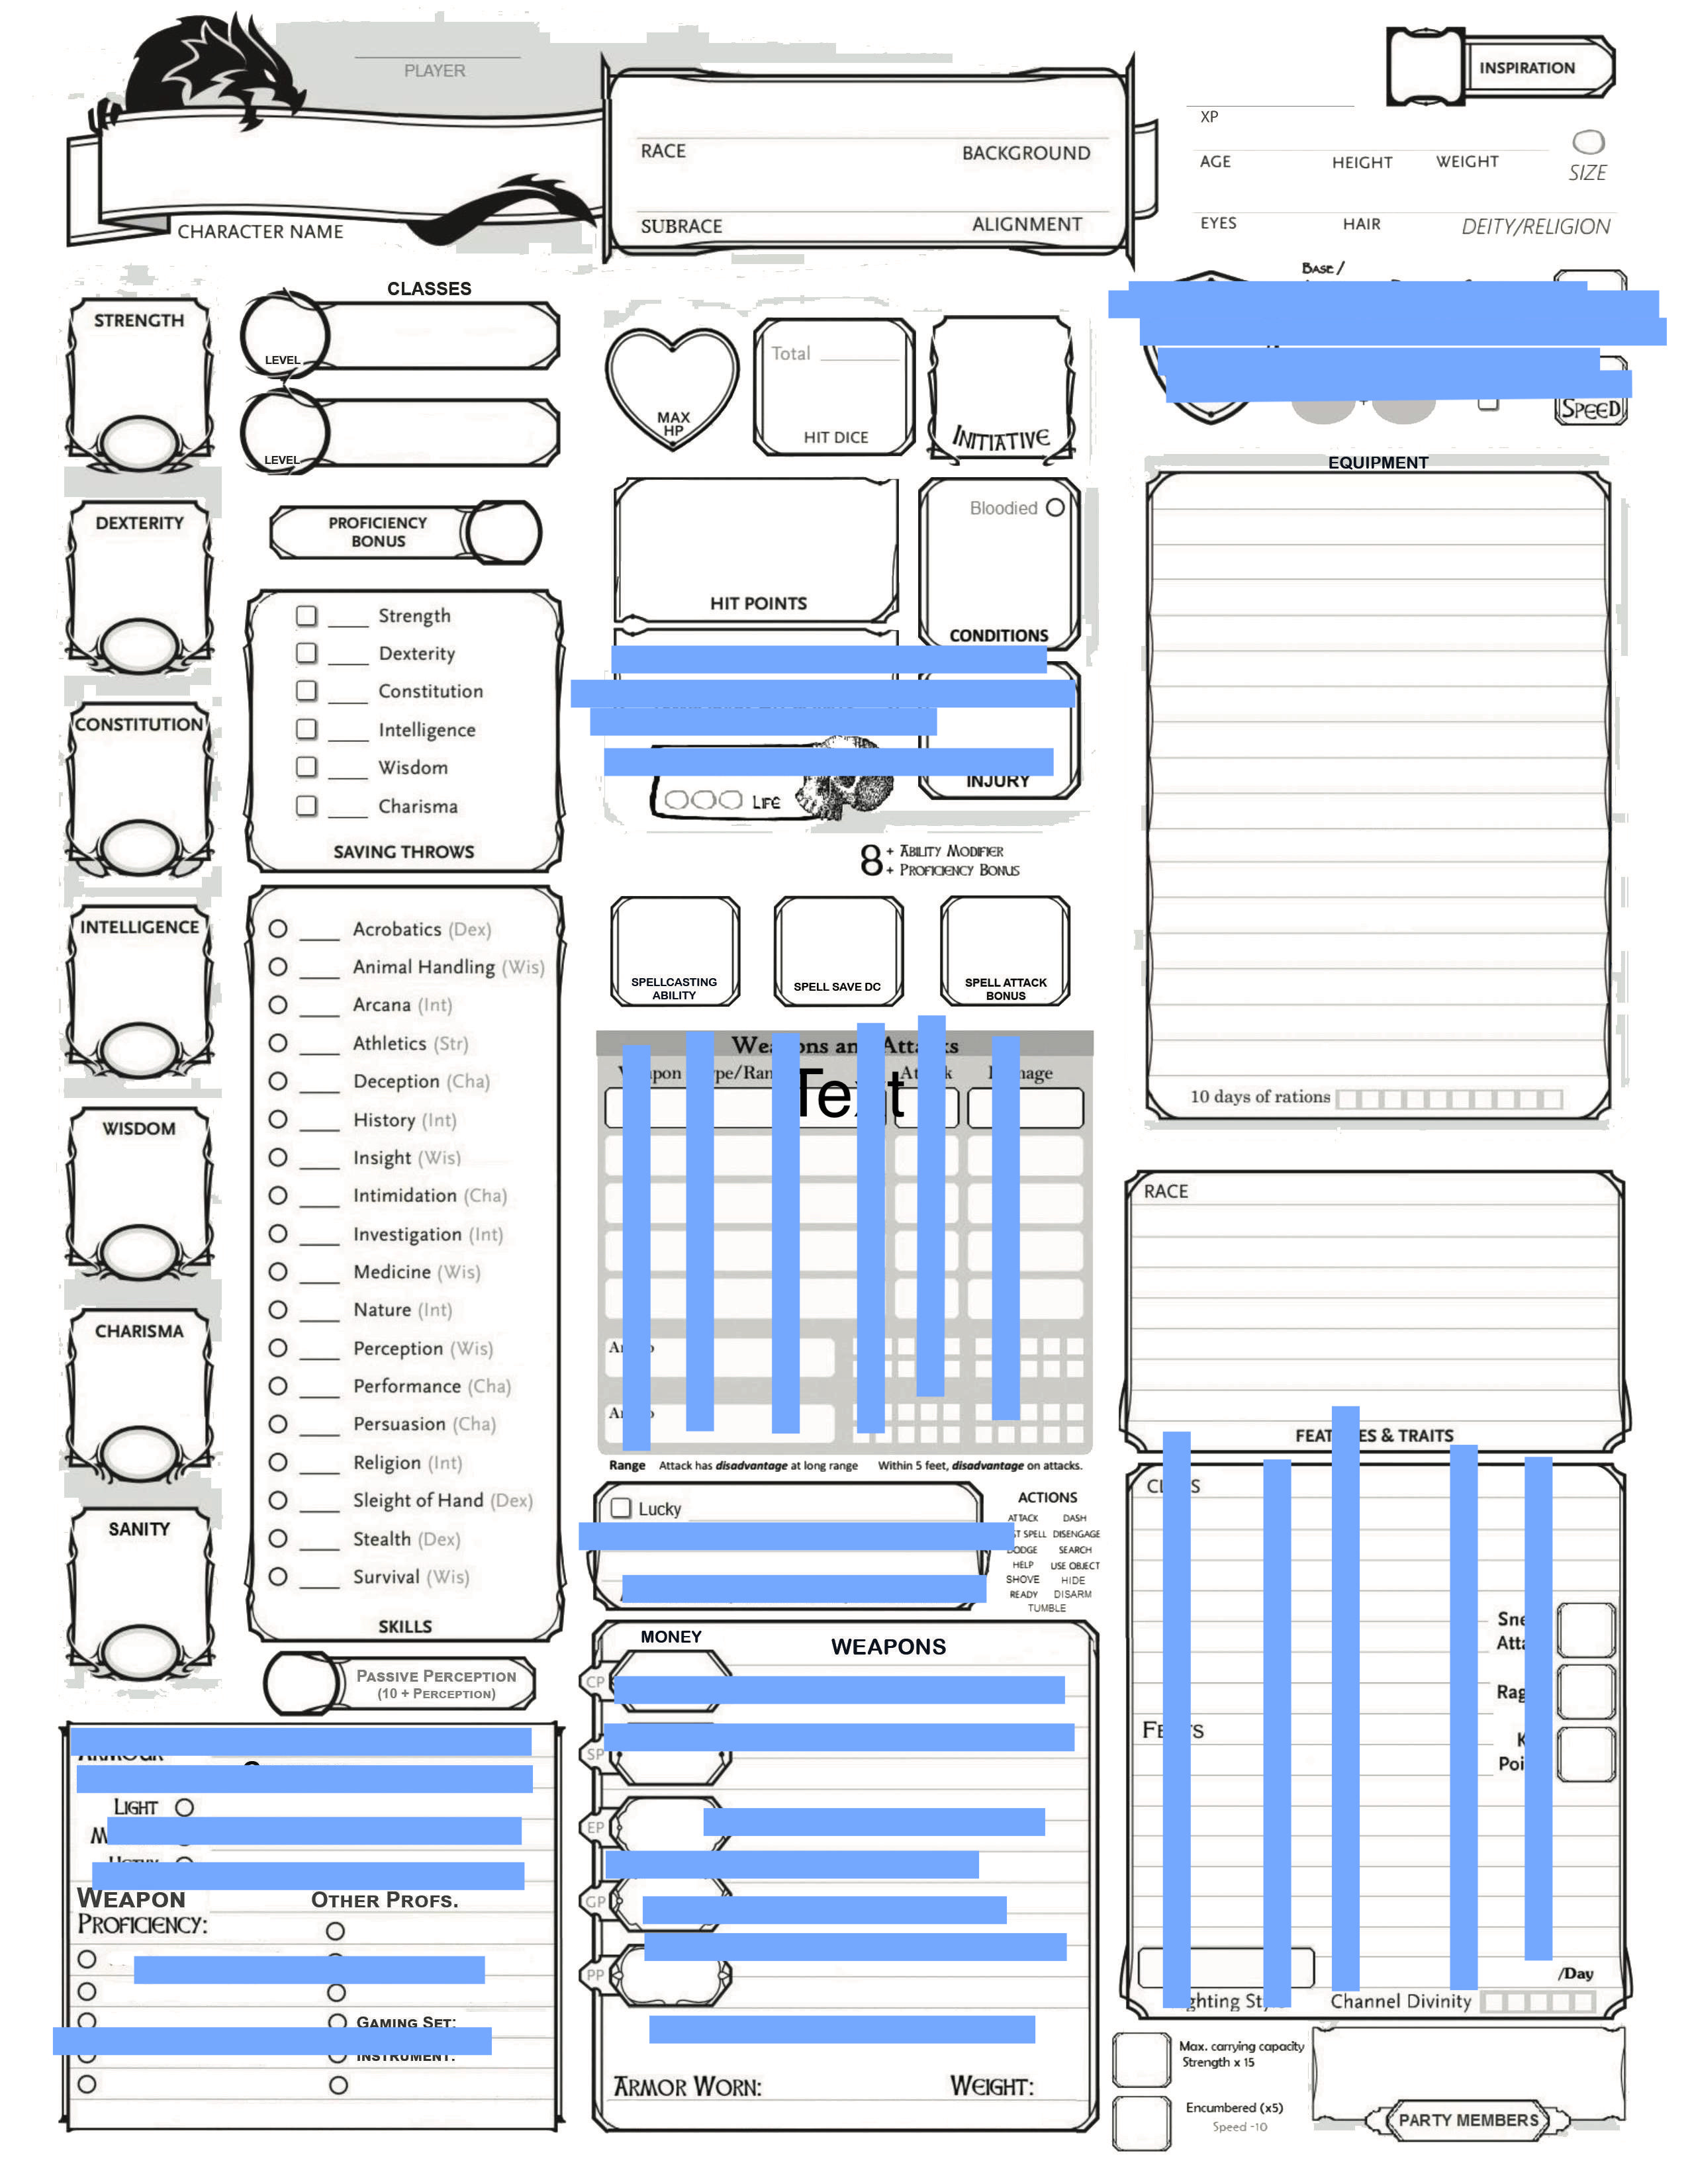 PLAYER
INSPIRATION
XP
RACE BACKGROUND
AGE HEIGHT WEIGHT
SIZE
SUBRACE ALIGNMENT
EYES HAIR DEITY/RELIGION
CHARACTER NAME
BASE /
CLASSES
STRENGTH
LEVEL
LEVEL
Total
MAX
HP
HIT DICE
INITIATIVE
SPEED
EQUIPMENT
DEXTERITY
PROFICIENCY
BONUS
Bloodied
HIT POINTS
CONDITIONS
Strength
Dexterity
Constitution
Intelligence
Wisdom
Charisma
SAVING THROWS
CONSTITUTION
INJURY
LIFE
8 + ABILITY MODIFIER
+ PROFICIENCY BONUS
INTELLIGENCE
Acrobatics (Dex)
Animal Handling (Wis)
Arcana (Int)
Athletics (Str)
Deception (Cha)
History (Int)
Insight (Wis)
Intimidation (Cha)
Investigation (Int)
Medicine (Wis)
Nature (Int)
Perception (Wis)
Performance (Cha)
Persuasion (Cha)
Religion (Int)
Sleight of Hand (Dex)
Stealth (Dex)
Survival (Wis)
SKILLS
SPELLCASTING
ABILITY
SPELL SAVE DC
SPELL ATTACK
BONUS
Text
10 days of rations
WISDOM
CHARISMA
SANITY
RACE
& TRAITS
Range Attack has disadvantage at long range Within 5 feet, disadvantage on attacks.
Lucky
ACTIONS
ATTACK DASH
SPELL DISENGAGE
DODGE SEARCH
HELP USE OBJECT
SHOVE HIDE
READY DISARM
TUMBLE
PASSIVE PERCEPTION
(10 + PERCEPTION)
MONEY WEAPONS
CP
SP
EP
GP
PP
ARMOR WORN: WEIGHT:
LIGHT
WEAPON OTHER PROFS.
PROFICIENCY:
GAMING SET:
INSTRUMENT:
/Day
Channel Divinity
Max. carrying capacity
Strength x 15
Encumbered (x5)
Speed -10
PARTY MEMBERS